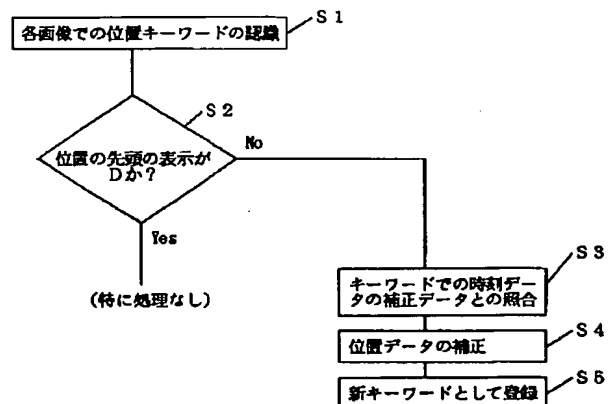 各画像での位置キーワードの認識
S1
S2
位置の先頭の表示が
Dか?
No
Yes
(特に処理なし)
S3
キーワードでの時刻デー
タの補正データとの照合
S4
位置データの補正
S5
新キーワードとして登録